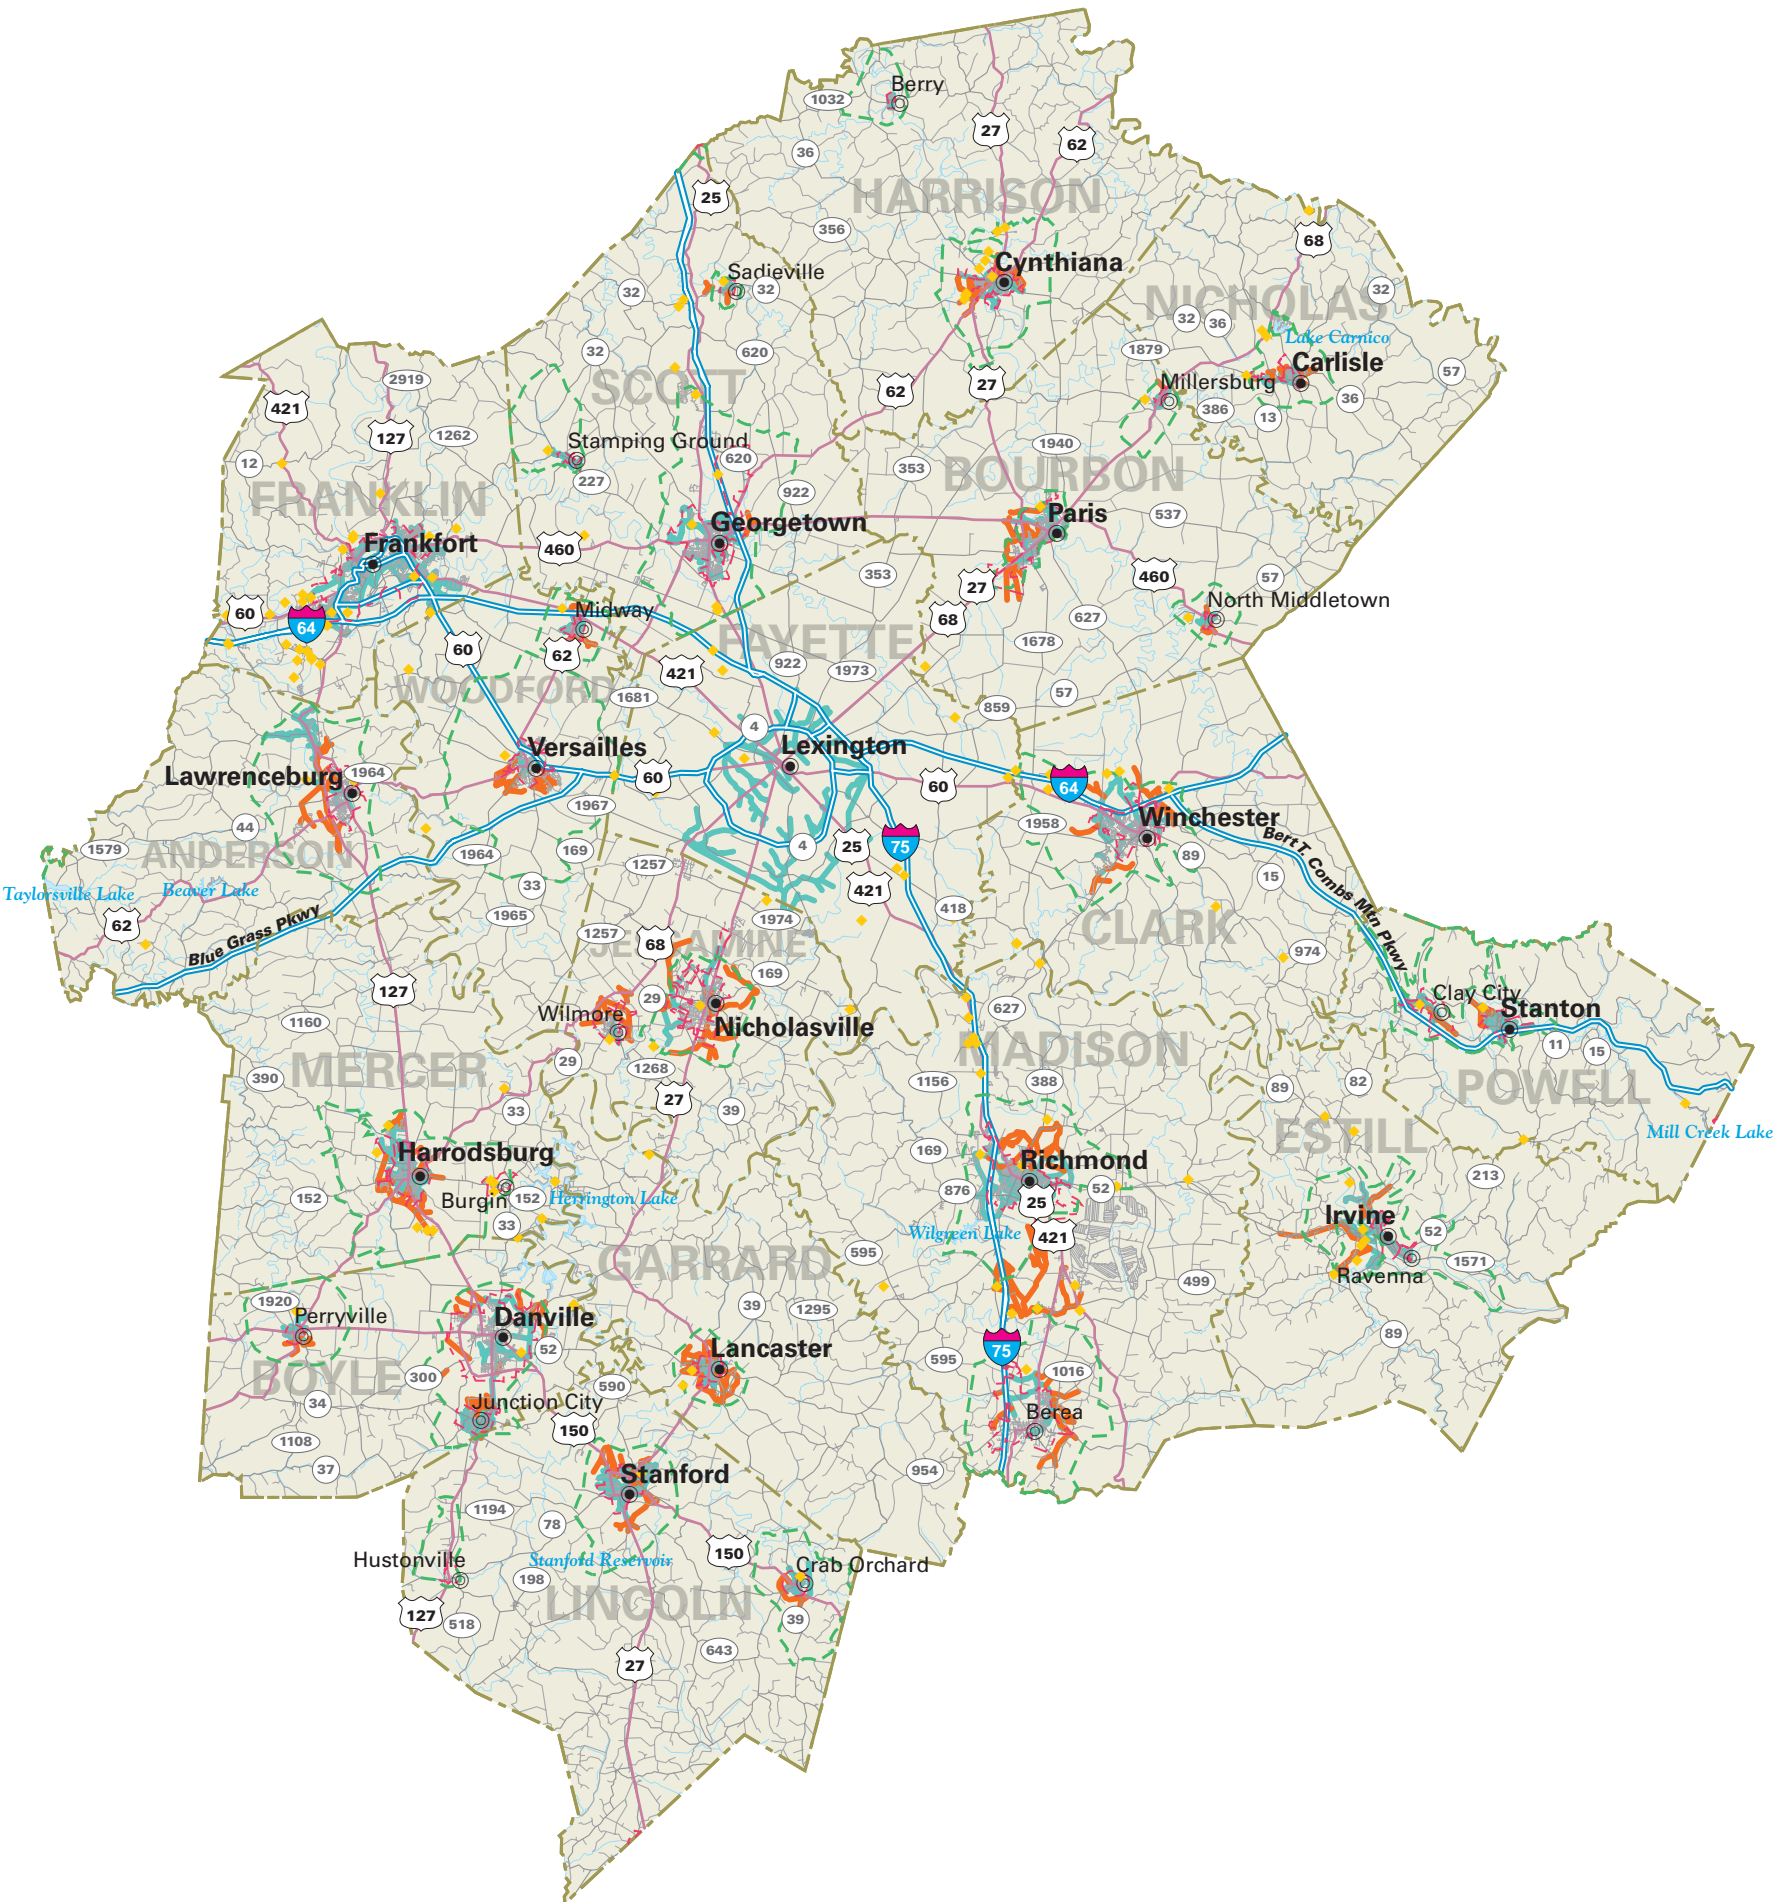 Berry
1032
27
62
36
25
HARRISON
356
68
Cynthiana
Sadieville
32
32
32
NICHOLAS
32
36
Lake Carnico
32
620
1879
Carlisle
57
SCOTT
2919
421
62
27
Millersburg
386
13
36
127
1262
Stamping Ground
620
1940
12
227
353
BOURBON
FRANKLIN
922
Georgetown
Paris
537
Frankfort
460
353
27
460
57
60
64
Midway
68
627
North Middletown
60
62
FAYETTE
1678
421
922
1973
WOODFORD
1681
57
859
4
Versailles
Lexington
Lawrenceburg
1964
60
60
64
1967
44
1958
Winchester
1579
ANDERSON
1964
169
1257
4
25
75
89
Bert T. Combs Mtn Pkwy
Taylorsville Lake
Beaver Lake
33
421
15
62
Blue Grass Pkwy
1965
1257
68
1974
418
CLARK
JESSAMINE
974
127
169
29
Clay City
Wilmore
Nicholasville
627
Stanton
1160
MERCER
29
1268
MADISON
11
15
390
27
1156
388
89
82
POWELL
33
39
ESTILL
Mill Creek Lake
Harrodsburg
169
Richmond
152
Burgin
152
Herrington Lake
876
52
213
25
33
Wilgreen Lake
421
Irvine
52
GARRARD
595
Ravenna
1571
499
1920
Perryville
Danville
39
1295
89
52
Lancaster
75
BOYLE
300
590
595
1016
34
Junction City
150
Berea
1108
37
Stanford
954
1194
78
Hustonville
Stanford Reservoir
150
Crab Orchard
198
LINCOLN
127
518
39
643
27